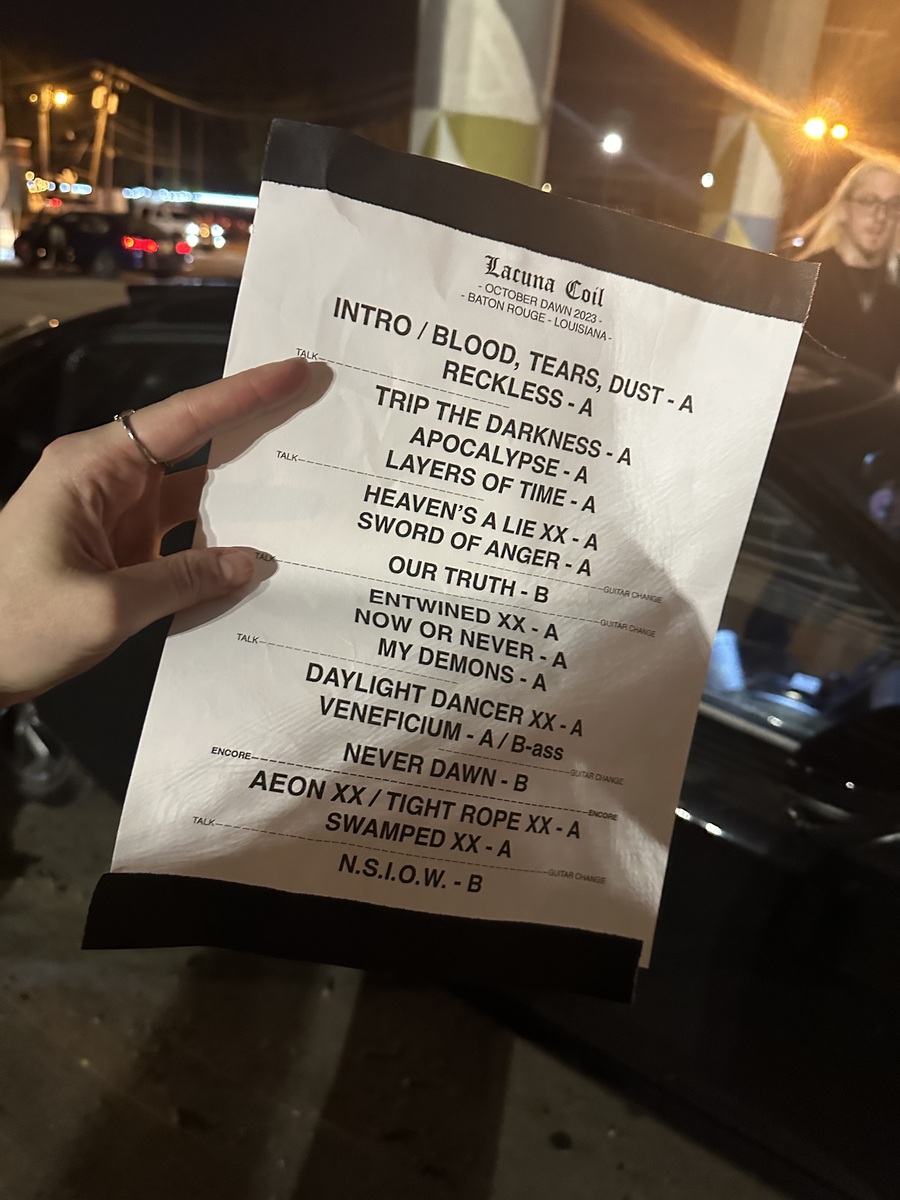 Lacuna Coil
- OCTOBER DAWN 2023 -
- BATON ROUGE - LOUISIANA -
INTRO / BLOOD, TEARS, DUST - A
RECKLESS - A
TALK
TRIP THE DARKNESS - A
APOCALYPSE - A
LAYERS OF TIME - A
TALK
HEAVEN'S A LIE XX - A
SWORD OF ANGER - A
GUITAR CHANGE
OUR TRUTH - B
TALK GUITAR CHANGE
ENTWINED XX - A
NOW OR NEVER - A
MY DEMONS - A
TALK
DAYLIGHT DANCER XX - A
VENEFICIUM - A / B-ass
GUITAR CHANGE
NEVER DAWN - B
ENCORE ENCORE
AEON XX / TIGHT ROPE XX - A
SWAMPED XX - A
TALK GUITAR CHANGE
N.S.I.O.W. - B